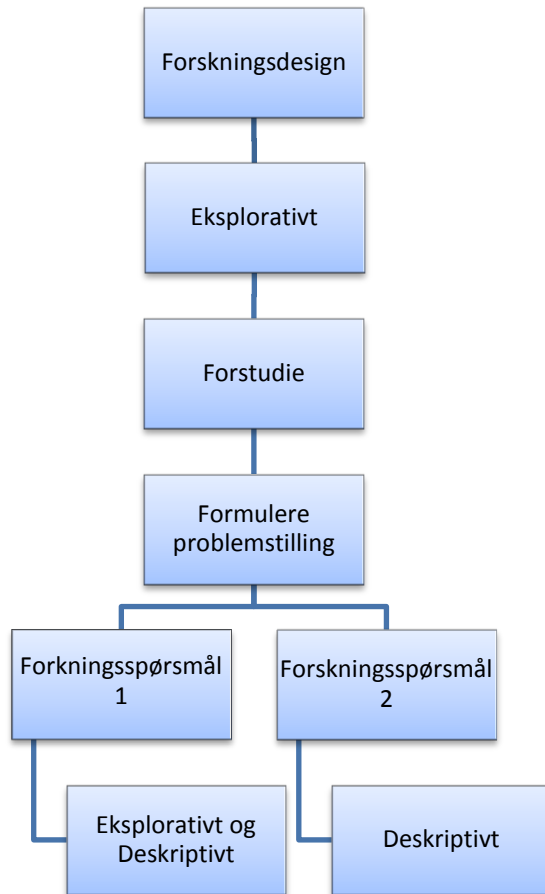 Forskningsdesign
Eksplorativt
Forstudie
Formulere
problemstilling
Forkningsspørsmål
1
Forskningsspørsmål
2
Eksplorativt og
Deskriptivt
Deskriptivt